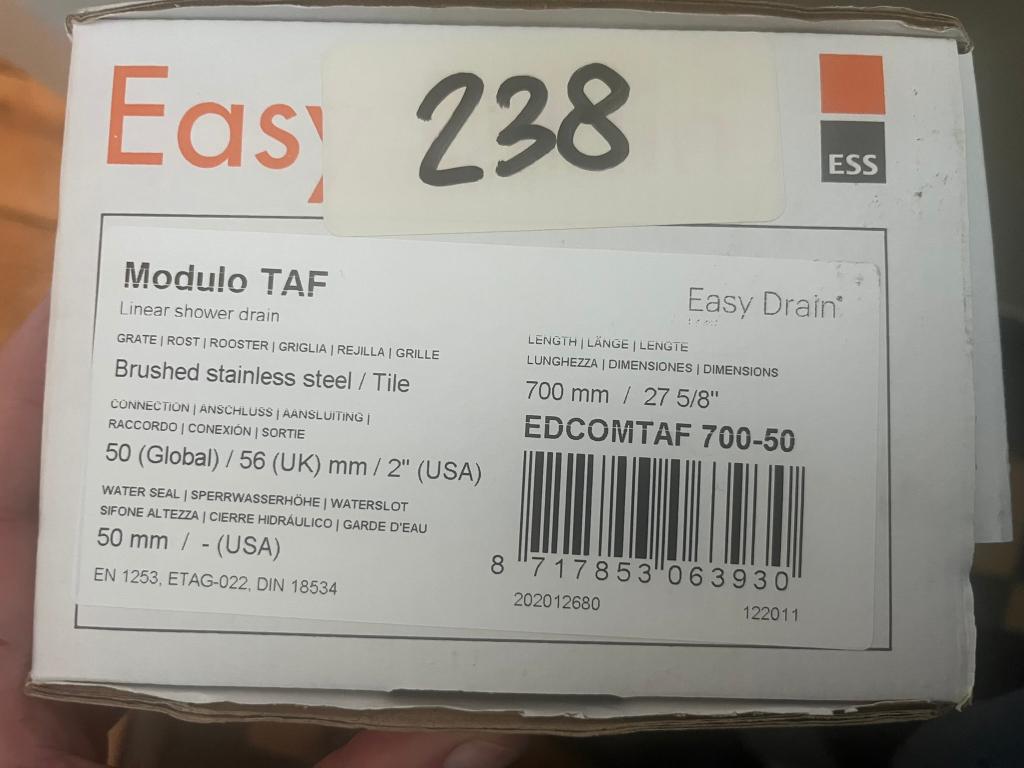 Easy
238
ESS
Modulo TAF
Linear shower drain
GRATE | ROST | ROOSTER | GRIGLIA | REJILLA | GRILLE
Brushed stainless steel / Tile
CONNECTION | ANSCHLUSS | AANSLUITING |
RACCORDO | CONEXIÓN | SORTIE
50 (Global) / 56 (UK) mm / 2" (USA)
WATER SEAL | SPERRWASSERHÖHE | WATERSLOT
SIFONE ALTEZZA | CIERRE HIDRÁULICO | GARDE D'EAU
50 mm / - (USA)
EN 1253, ETAG-022, DIN 18534
Easy Drain®
LENGTH | LÄNGE | LENGTE
LUNGHEZZA | DIMENSIONES | DIMENSIONS
700 mm / 27 5/8"
EDCOMTAF 700-50
8 717853 063930
202012680 122011